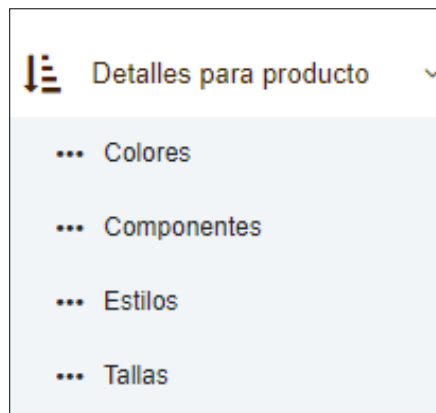 Detalles para producto
Colores
Componentes
Estilos
Tallas